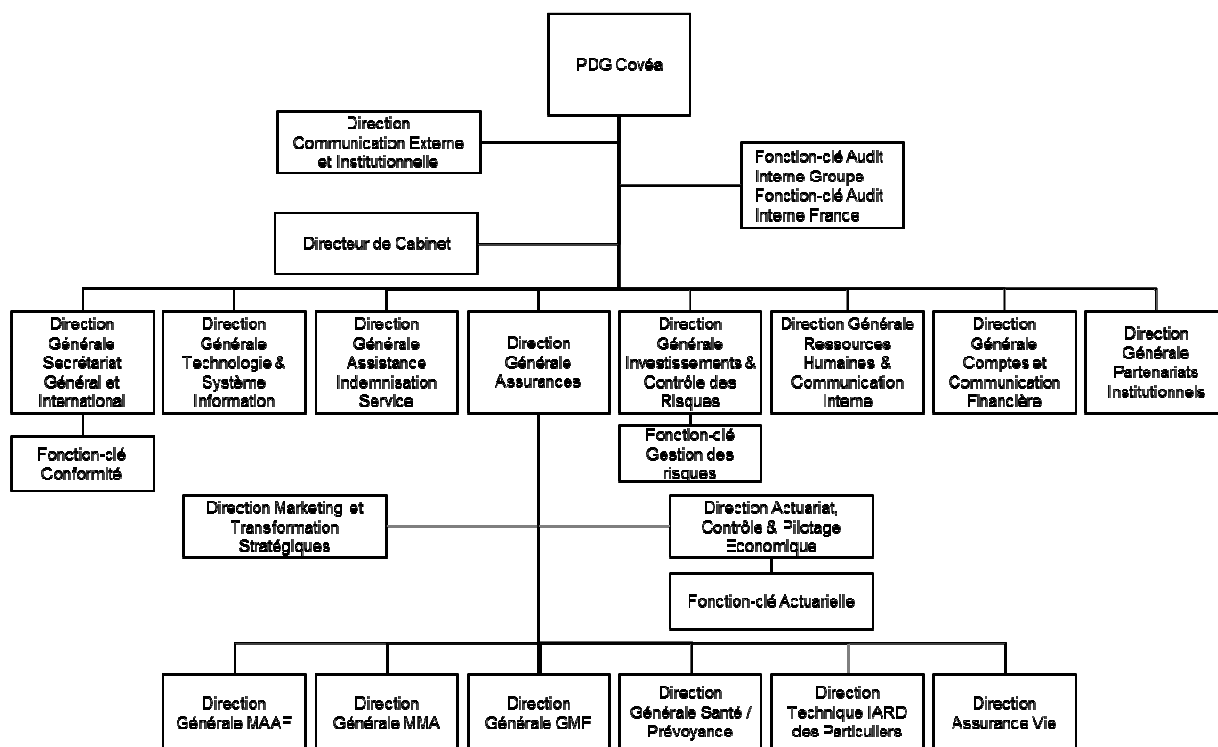 PDG Covéa
Direction
Communication Externe
et Institutionnelle
Fonction-clé Audit
Interne Groupe
Fonction-clé Audit
Interne France
Directeur de Cabinet
Direction
Générale
Secrétariat
Général et
International
Direction
Générale
Technologie &
Système
Information
Direction
Générale
Assistance
Indemnisation
Service
Direction
Générale
Assurances
Direction
Générale
Investissements &
Contrôle des
Risques
Direction Générale
Ressources
Humaines &
Communication
Interne
Direction
Générale
Comptes et
Communication
Financière
Direction
Générale
Partenariats
Institutionnels
Fonction-clé
Conformité
Fonction-clé
Gestion des
risques
Direction Marketing et
Transformation
Stratégiques
Direction Actuariat,
Contrôle & Pilotage
Economique
Fonction-clé Actuarielle
Direction
Générale MAAF
Direction
Générale MMA
Direction
Générale GMF
Direction
Générale Santé /
Prévoyance
Direction
Technique IARD
des Particuliers
Direction
Assurance Vie